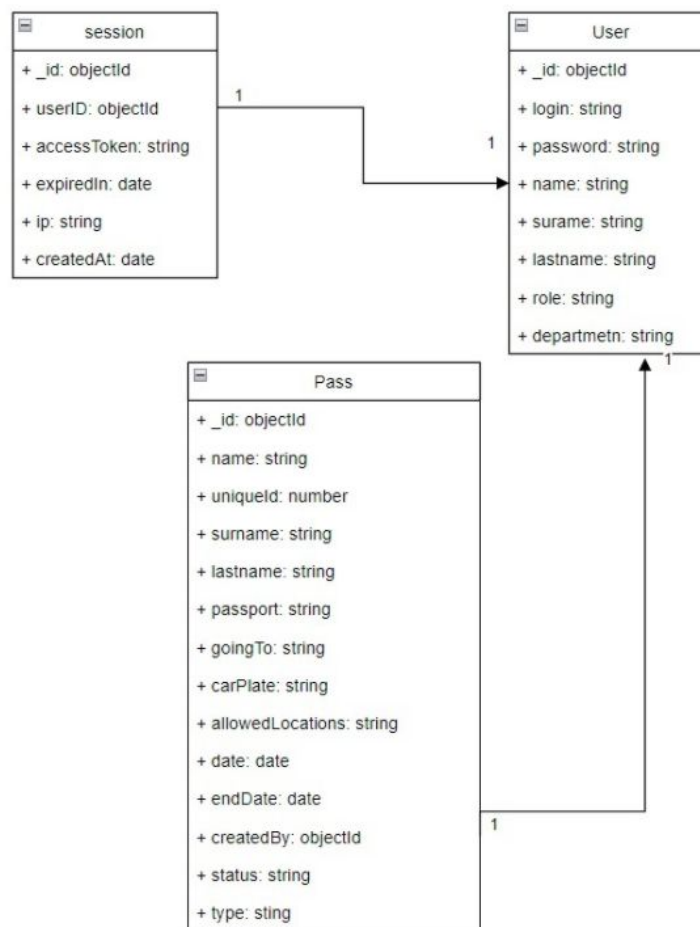 session
+ _id: objectId
+ userID: objectId
+ accessToken: string
+ expiredIn: date
+ ip: string
+ createdAt: date
1
1
User
+ _id: objectId
+ login: string
+ password: string
+ name: string
+ surame: string
+ lastname: string
+ role: string
+ departmetn: string
1
Pass
+ _id: objectId
+ name: string
+ uniqueId: number
+ surname: string
+ lastname: string
+ passport: string
+ goingTo: string
+ carPlate: string
+ allowedLocations: string
+ date: date
+ endDate: date
+ createdBy: objectId
+ status: string
+ type: sting
1